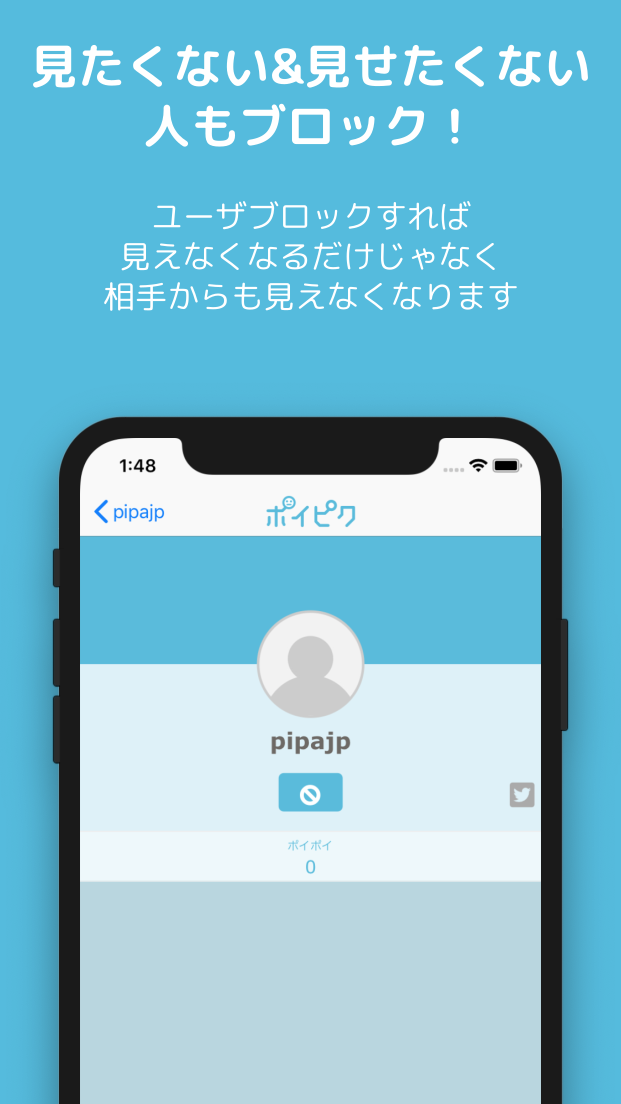 見たくない&見せたくない
人もブロック！
ユーザブロックすれば
見えなくなるだけじゃなく
相手からも見えなくなります
1:48
pipajp
ポイピク
pipajp
ポイポイ
0